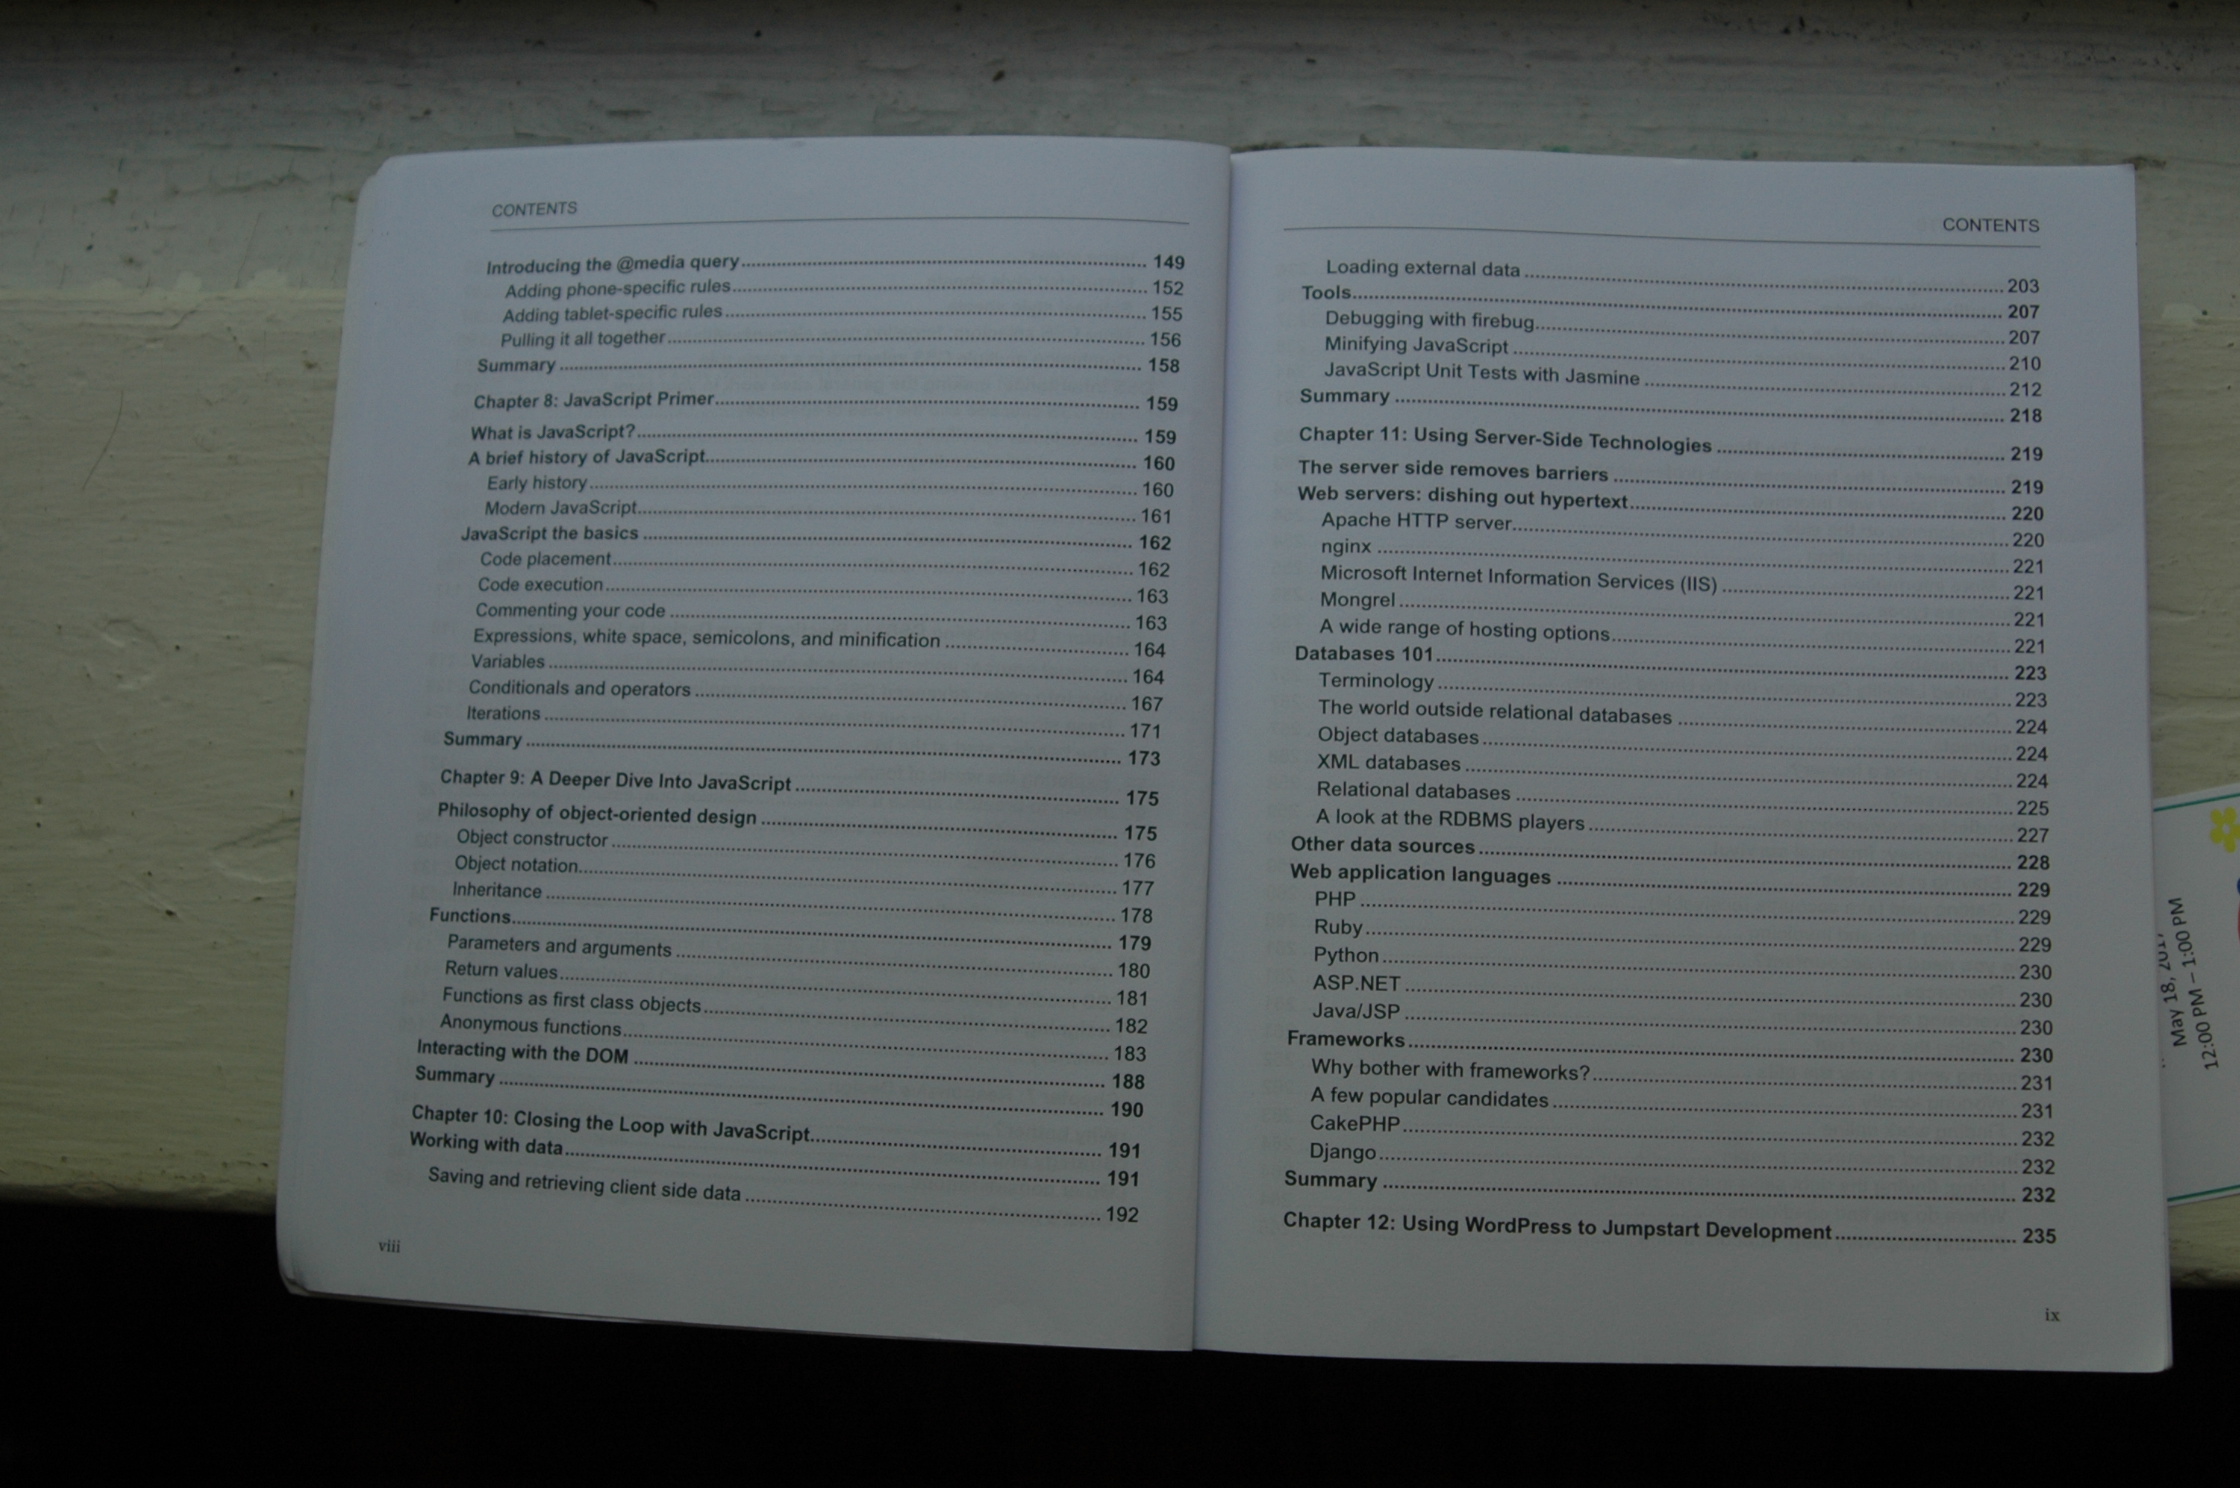 CONTENTS
Introducing the @media query 149
Adding phone-specific rules 152
Adding tablet-specific rules 155
Pulling it all together 156
Summary 158
Chapter 8: JavaScript Primer 159
What is JavaScript? 159
A brief history of JavaScript 160
Early history 160
Modern JavaScript 161
JavaScript the basics 162
Code placement 162
Code execution 163
Commenting your code 163
Expressions, white space, semicolons, and minification 164
Variables 164
Conditionals and operators 167
Iterations 171
Summary 173
Chapter 9: A Deeper Dive Into JavaScript 175
Philosophy of object-oriented design 175
Object constructor 176
Object notation 177
Inheritance 178
Functions 179
Parameters and arguments 180
Return values 181
Functions as first class objects 182
Anonymous functions 183
Interacting with the DOM 188
Summary 190
Chapter 10: Closing the Loop with JavaScript 191
Working with data 191
Saving and retrieving client side data 192
viii
CONTENTS
Loading external data 203
Tools 207
Debugging with firebug 207
Minifying JavaScript 210
JavaScript Unit Tests with Jasmine 212
Summary 218
Chapter 11: Using Server-Side Technologies 219
The server side removes barriers 219
Web servers: dishing out hypertext 220
Apache HTTP server 220
nginx 221
Microsoft Internet Information Services (IIS) 221
Mongrel 221
A wide range of hosting options 221
Databases 101 223
Terminology 223
The world outside relational databases 224
Object databases 224
XML databases 224
Relational databases 225
A look at the RDBMS players 227
Other data sources 228
Web application languages 229
PHP 229
Ruby 229
Python 230
ASP.NET 230
Java/JSP 230
Frameworks 230
Why bother with frameworks? 231
A few popular candidates 231
CakePHP 232
Django 232
Summary 232
Chapter 12: Using WordPress to Jumpstart Development 235
ix
May 18, 2017
12:00 PM – 1:00 PM